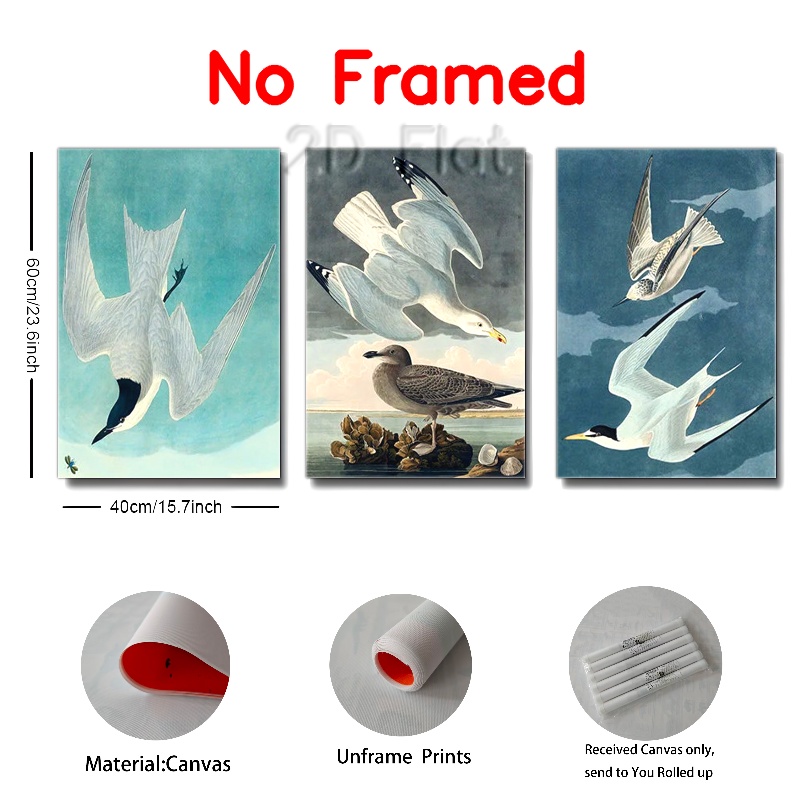 No Framed
2D Flat
60cm/23.6inch
40cm/15.7inch
Material:Canvas
Unframe Prints
Received Canvas only,
send to You Rolled up